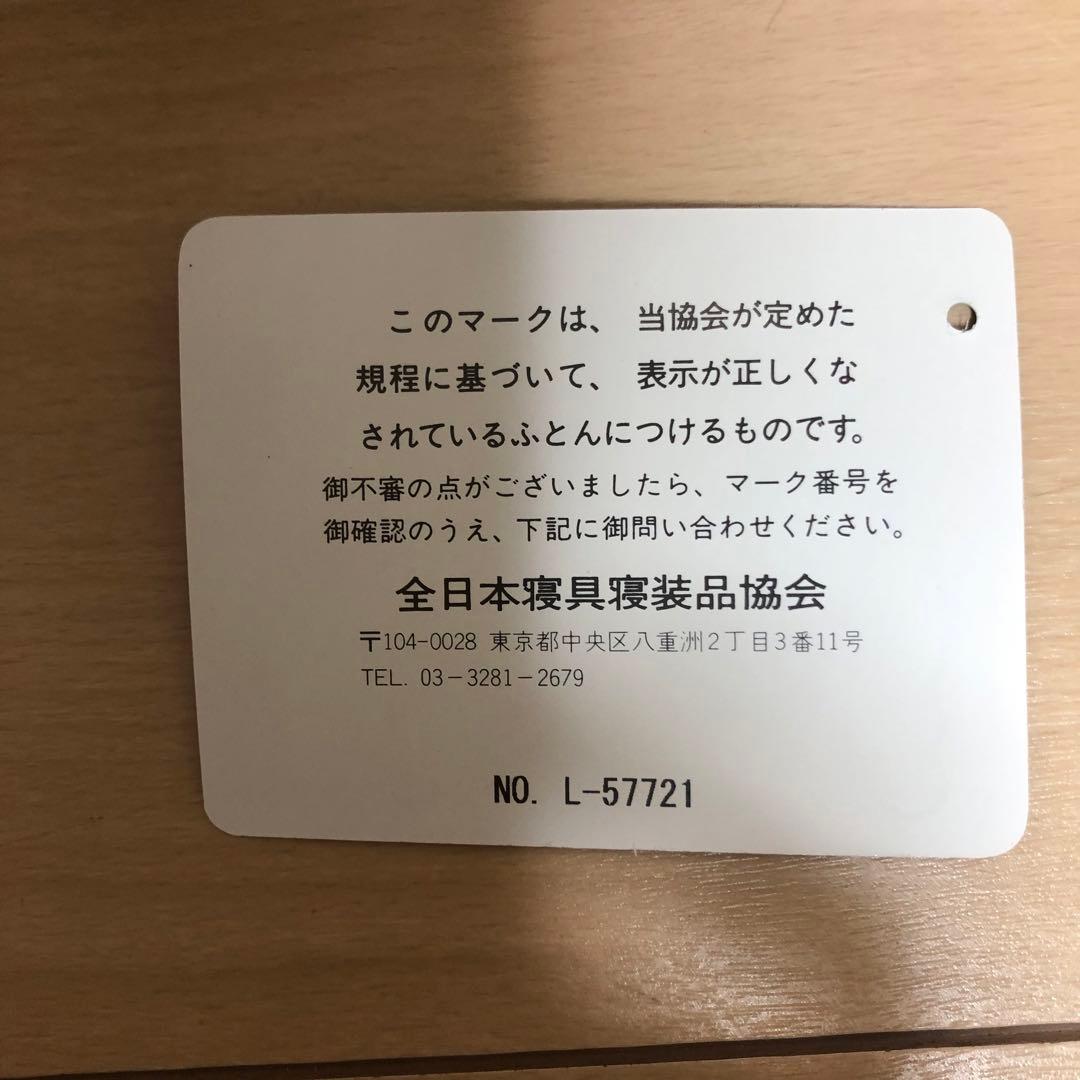 このマークは、当協会が定めた
規程に基づいて、表示が正しくな
されているふとんにつけるものです。
御不審の点がございましたら、マーク番号を
御確認のうえ、下記に御問い合わせください。
全日本寝具寝装品協会
〒104-0028 東京都中央区八重洲2丁目3番11号
TEL. 03-3281-2679
NO. L-57721